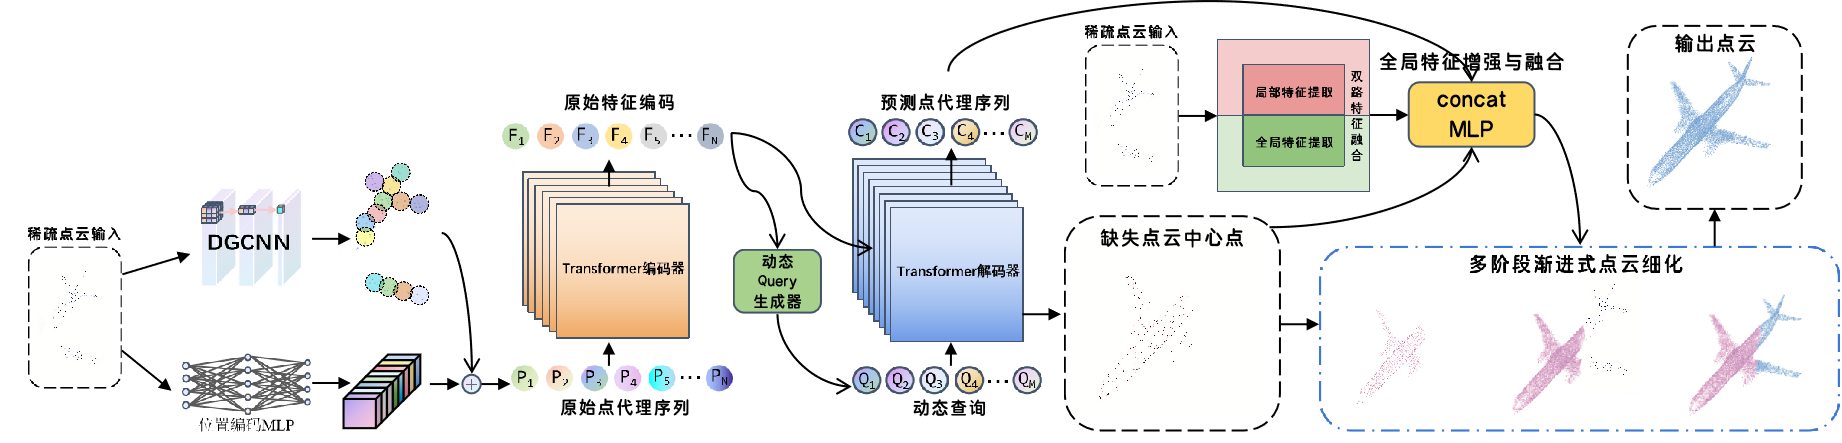 稀疏点云输入
DGCNN
位置编码MLP
原始特征编码
F1 F2 F3 F4 F5 ··· FN
Transformer编码器
P1 P2 P3 P4 P5 ··· PN
原始点代理序列
动态
Query
生成器
预测点代理序列
C1 C2 C3 C4 ··· CM
Transformer解码器
Q1 Q2 Q3 Q4 ··· QM
动态查询
缺失点云中心点
稀疏点云输入
局部特征提取
全局特征提取
双路特征融合
全局特征增强与融合
concat
MLP
多阶段渐进式点云细化
输出点云